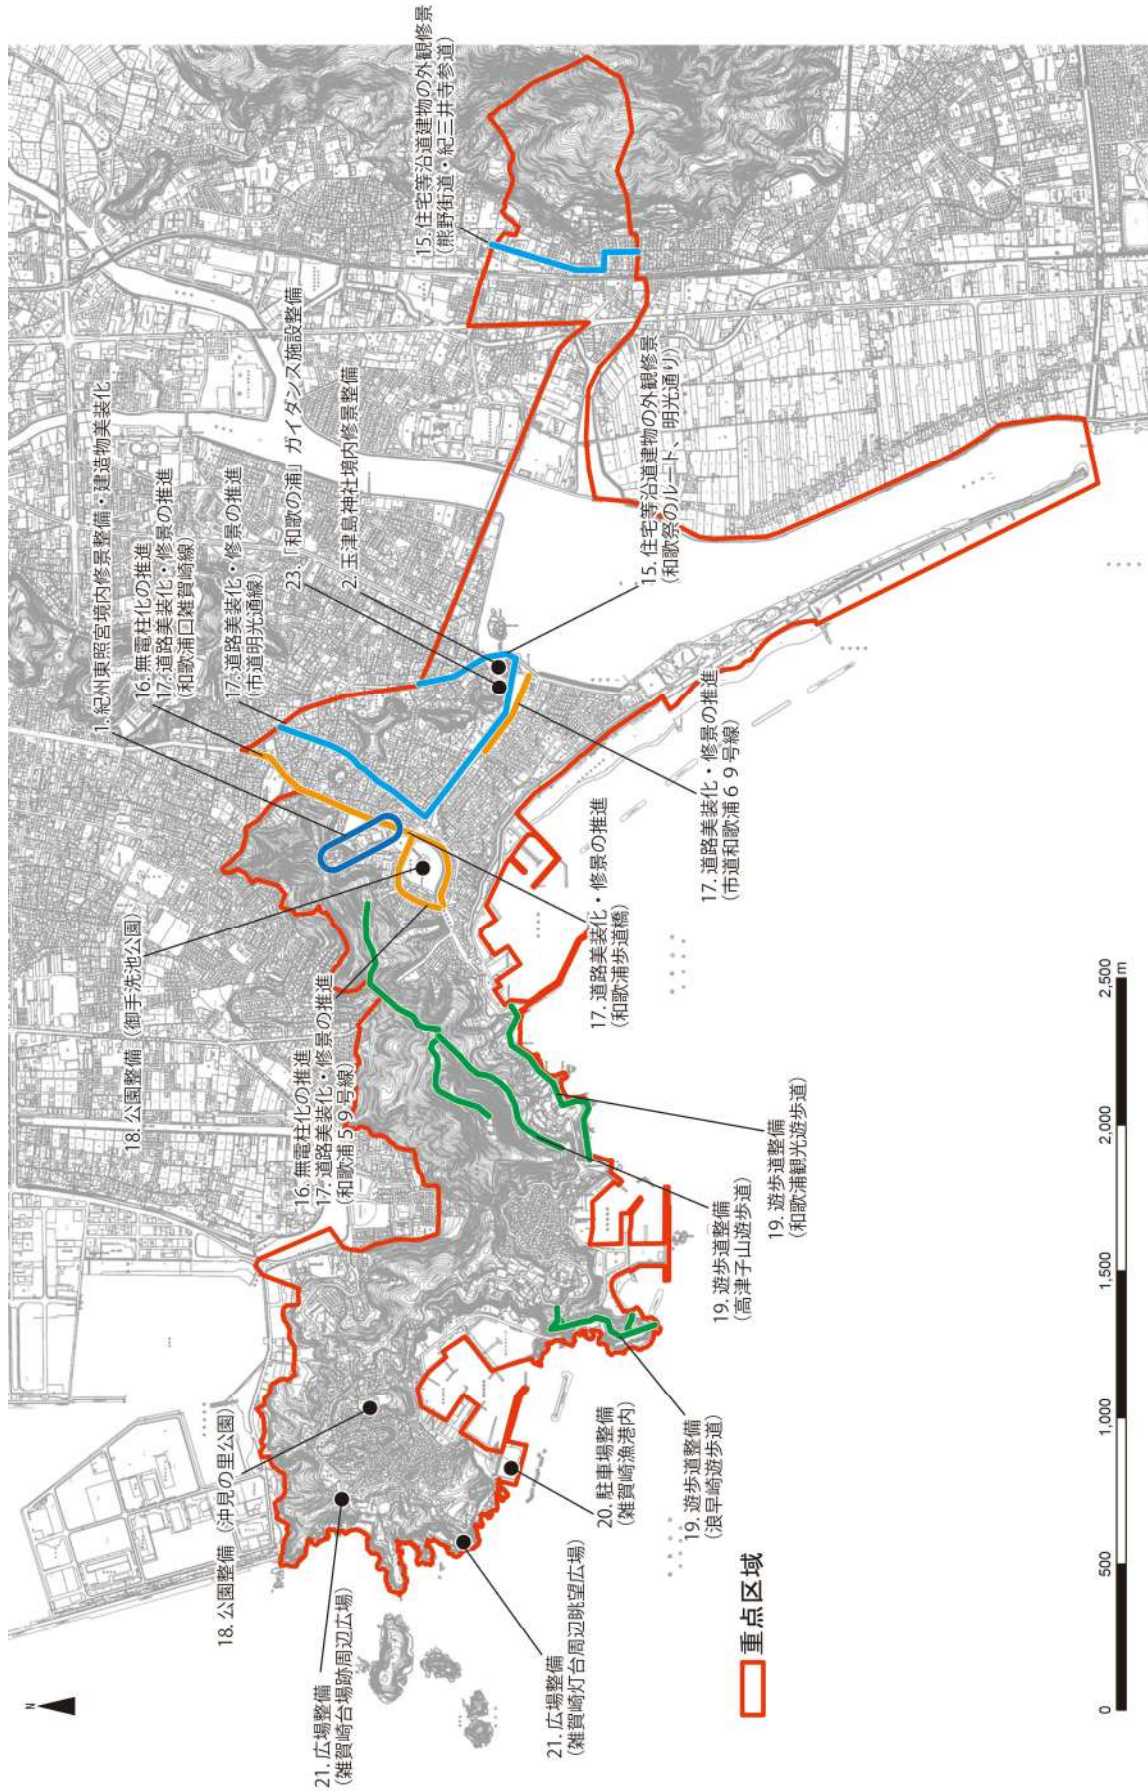 N
21. 広場整備
（雑賀崎台場跡周辺広場）
18. 公園整備（沖見の里公園）
21. 広場整備
（雑賀崎灯台周辺眺望広場）
20. 駐車場整備
（雑賀崎漁港内）
19. 遊歩道整備
（浪早崎遊歩道）
19. 遊歩道整備
（高津子山遊歩道）
19. 遊歩道整備
（和歌浦観光遊歩道）
16. 無電柱化の推進
17. 道路美装化・修景の推進
（和歌浦５９号線）
18. 公園整備（御手洗池公園）
17. 道路美装化・修景の推進
（和歌浦歩道橋）
17. 道路美装化・修景の推進
（市道和歌浦６９号線）
1. 紀州東照宮境内修景整備・建造物美装化
16. 無電柱化の推進
17. 道路美装化・修景の推進
（和歌浦口雑賀崎線）
17. 道路美装化・修景の推進
（市道明光通線）
23. 「和歌の浦」ガイダンス施設整備
2. 玉津島神社境内修景整備
15. 住宅等沿道建物の外観修景
（和歌祭のルート、明光通り）
15. 住宅等沿道建物の外観修景
（熊野街道・紀三井寺参道）
重点区域
0
500
1,000
1,500
2,000
2,500
m